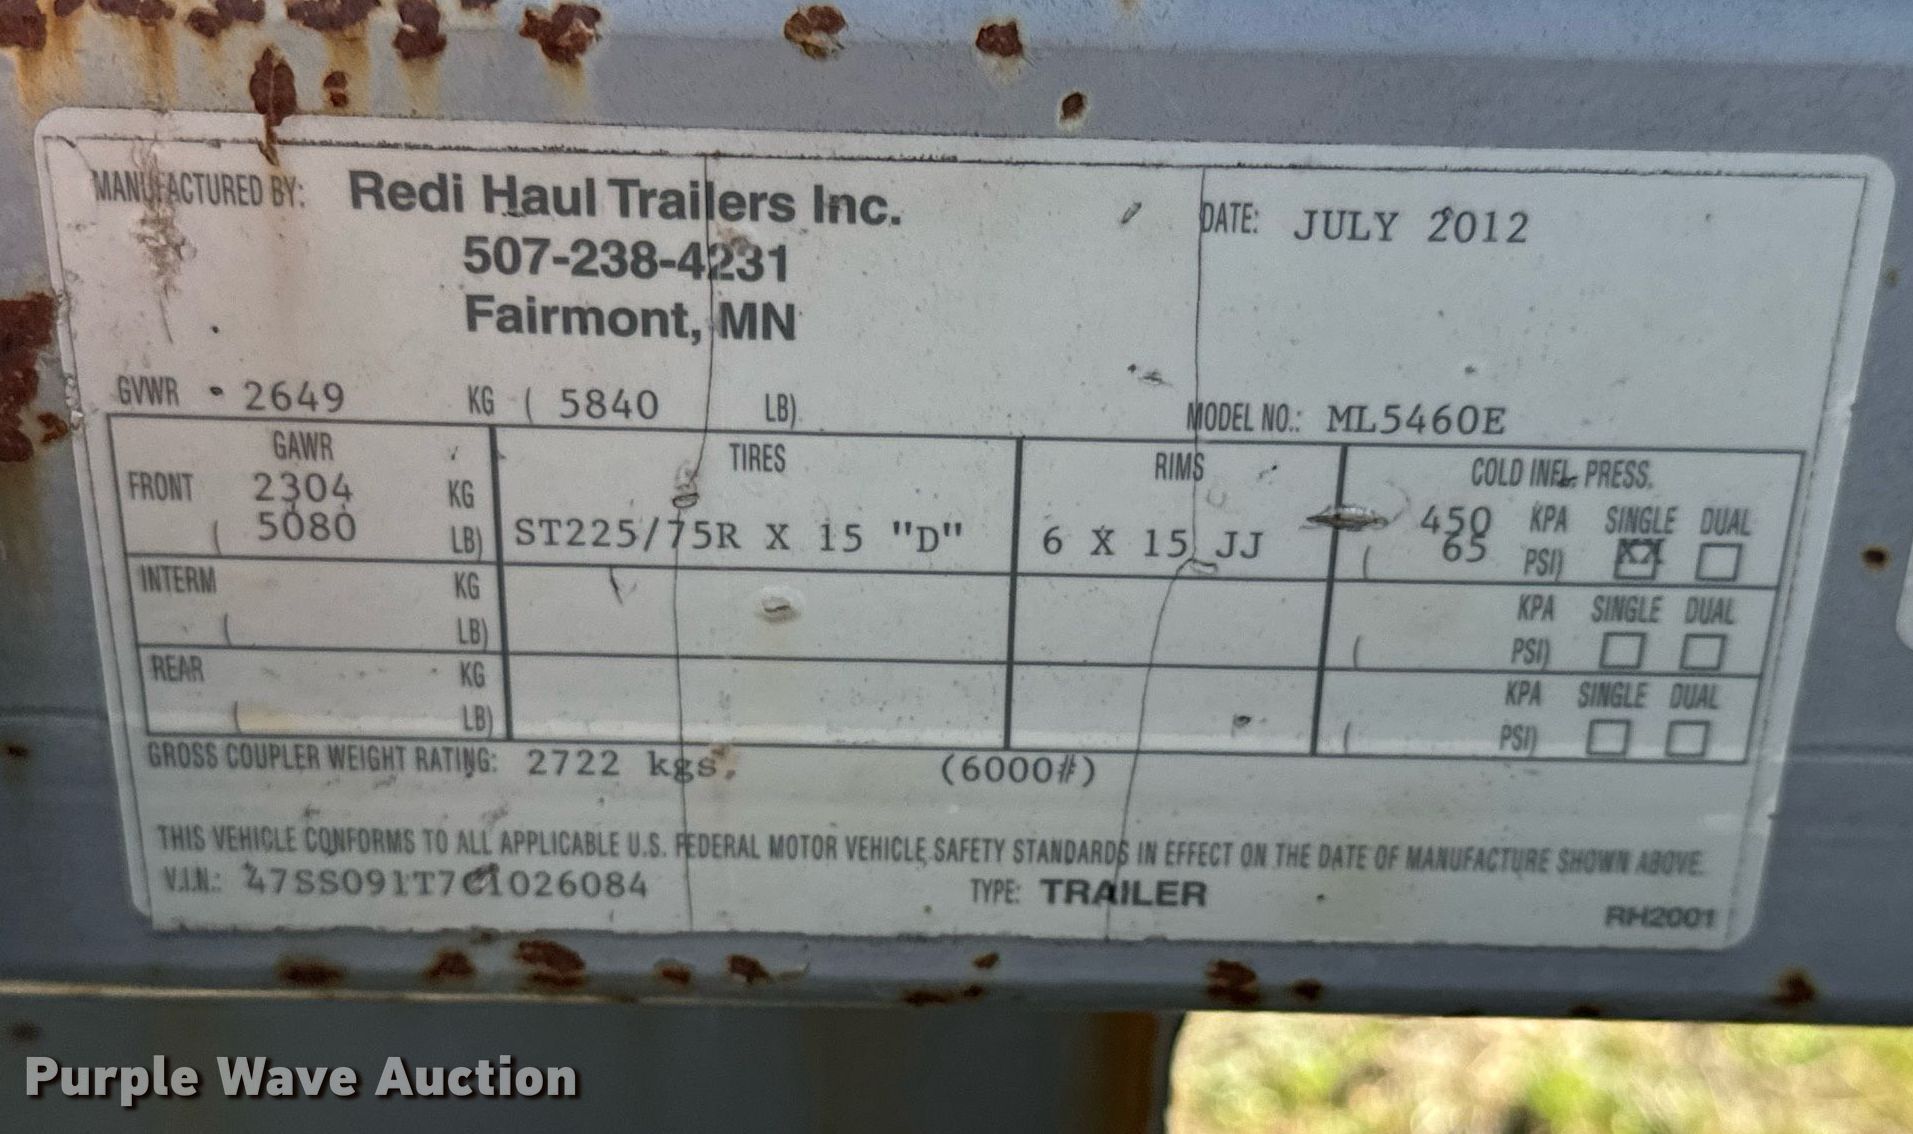 MANUFACTURED BY: Redi Haul Trailers Inc. DATE: JULY 2012
507-238-4231
Fairmont, MN
GVWR 2649 KG ( 5840 LB) MODEL NO.: ML5460E
GAWR TIRES RIMS COLD INFL. PRESS.
FRONT 2304 KG 450 KPA SINGLE DUAL
( 5080 LB) ST225/75R X 15 "D" 6 X 15 JJ ( 65 PSI)
INTERM KG KPA SINGLE DUAL
( LB) ( PSI)
REAR KG KPA SINGLE DUAL
( LB) ( PSI)
GROSS COUPLER WEIGHT RATING: 2722 kgs. (6000#)
THIS VEHICLE CONFORMS TO ALL APPLICABLE U.S. FEDERAL MOTOR VEHICLE SAFETY STANDARDS IN EFFECT ON THE DATE OF MANUFACTURE SHOWN ABOVE.
V.I.N.: 47SS091T7C1026084 TYPE: TRAILER
RH2001
Purple Wave Auction